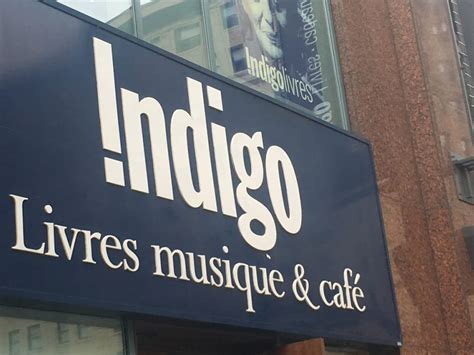 Indigolivres
!ndigo
Livres musique & café